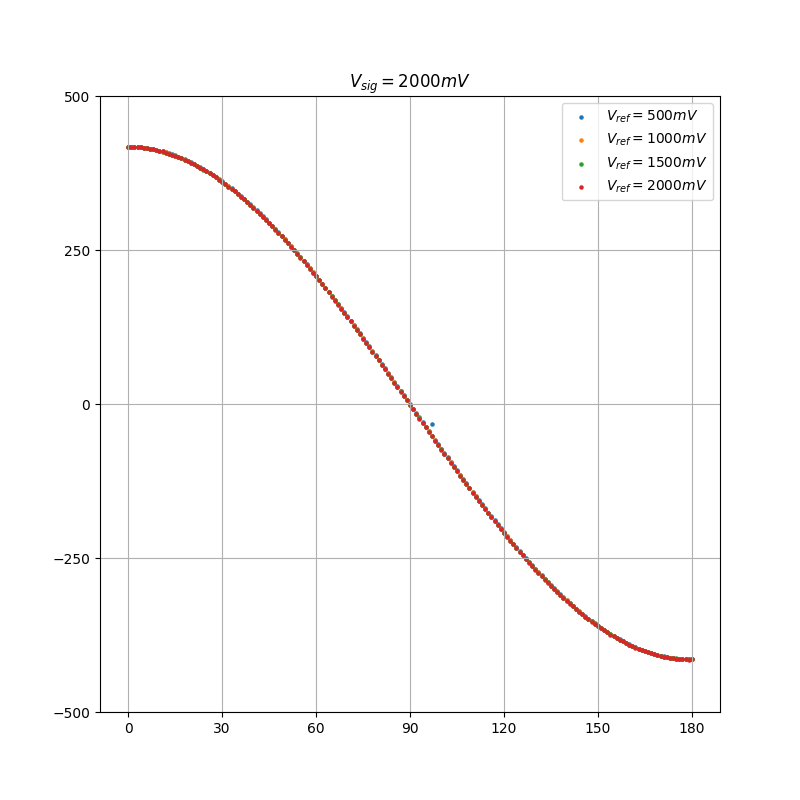 V_sig = 2000mV
V_ref = 500mV
V_ref = 1000mV
V_ref = 1500mV
V_ref = 2000mV
500
250
0
−250
−500
0 30 60 90 120 150 180